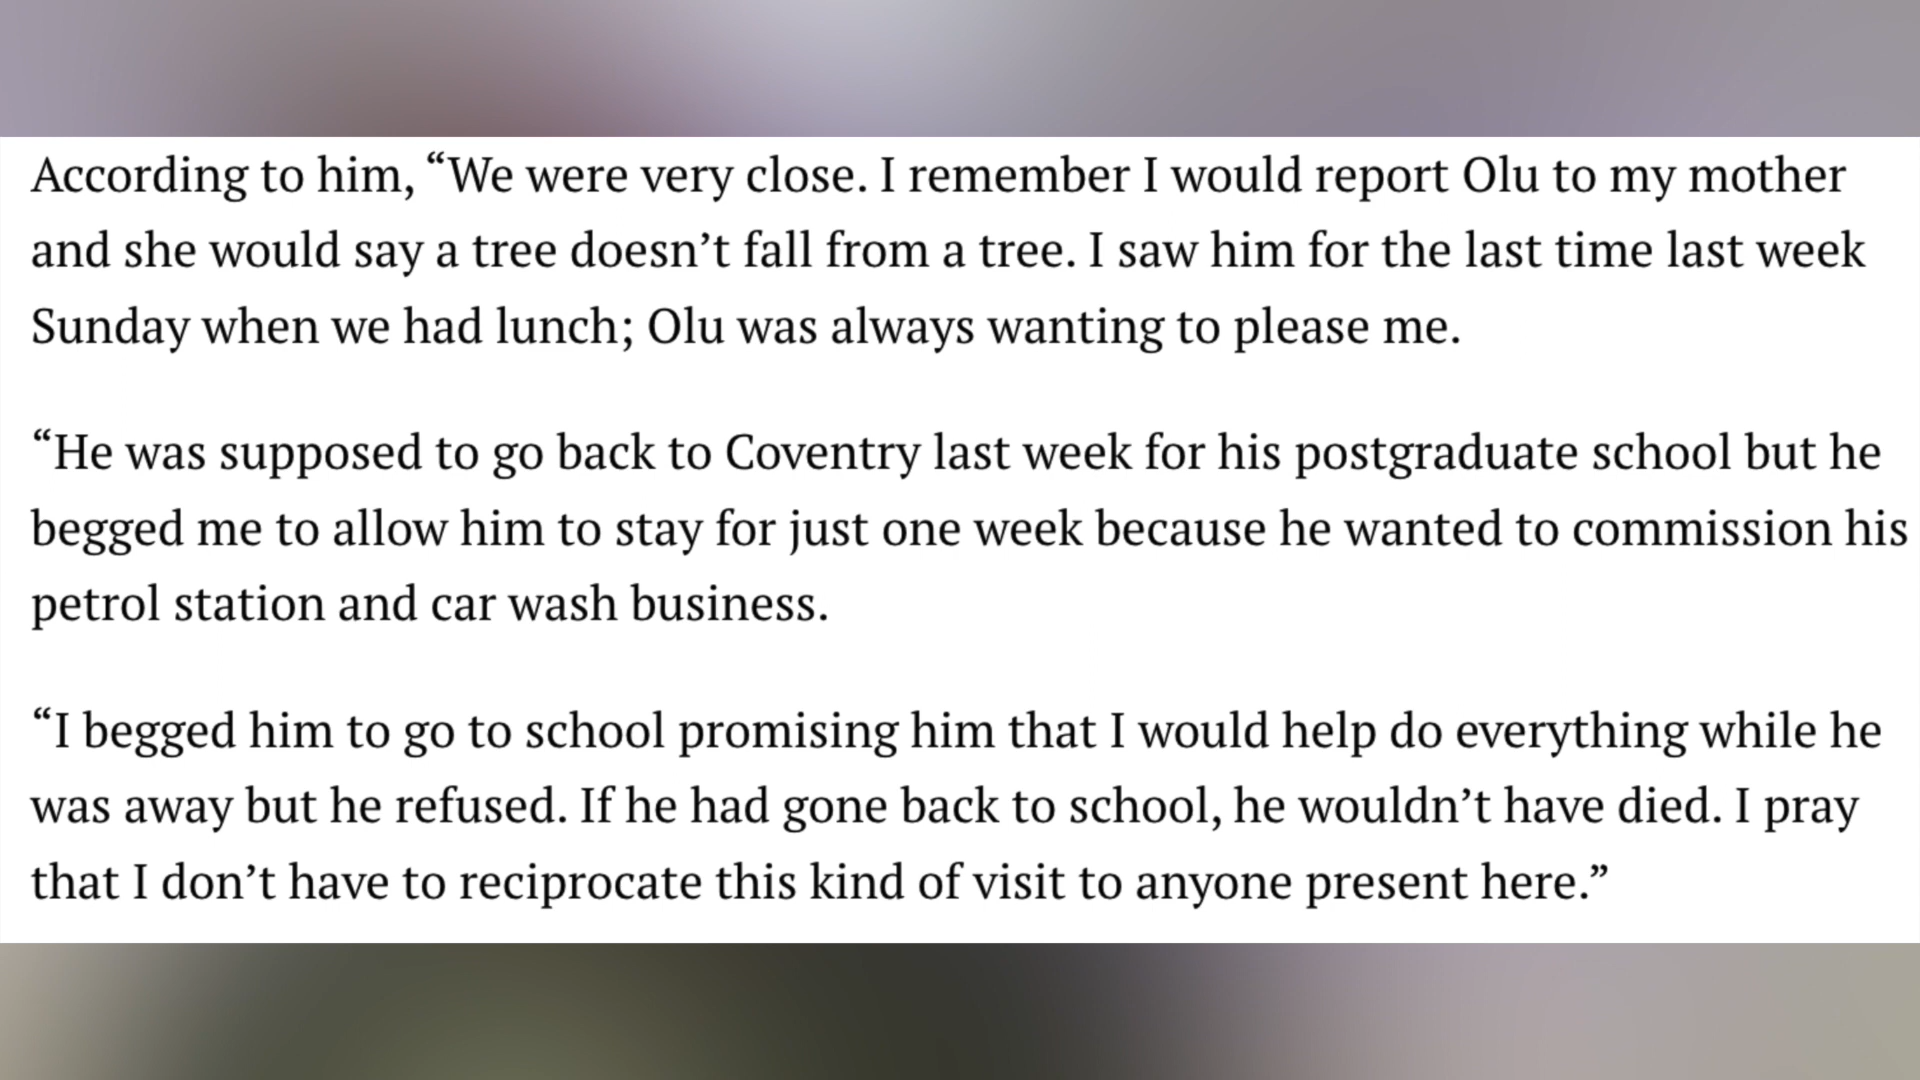 According to him, “We were very close. I remember I would report Olu to my mother
and she would say a tree doesn’t fall from a tree. I saw him for the last time last week
Sunday when we had lunch; Olu was always wanting to please me.
“He was supposed to go back to Coventry last week for his postgraduate school but he
begged me to allow him to stay for just one week because he wanted to commission his
petrol station and car wash business.
“I begged him to go to school promising him that I would help do everything while he
was away but he refused. If he had gone back to school, he wouldn’t have died. I pray
that I don’t have to reciprocate this kind of visit to anyone present here.”